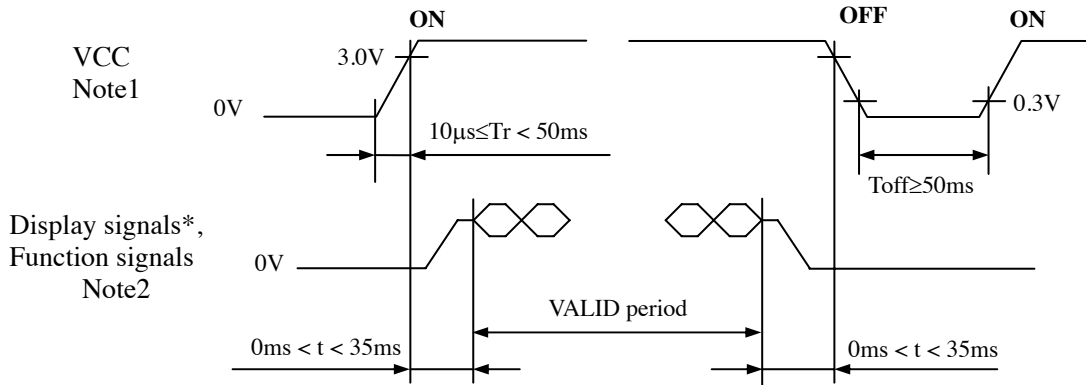 ON
OFF
ON
VCC
Note1
3.0V
0V
0.3V
10μs≤Tr < 50ms
Toff≥50ms
Display signals*,
Function signals
Note2
0V
VALID period
0ms < t < 35ms
0ms < t < 35ms